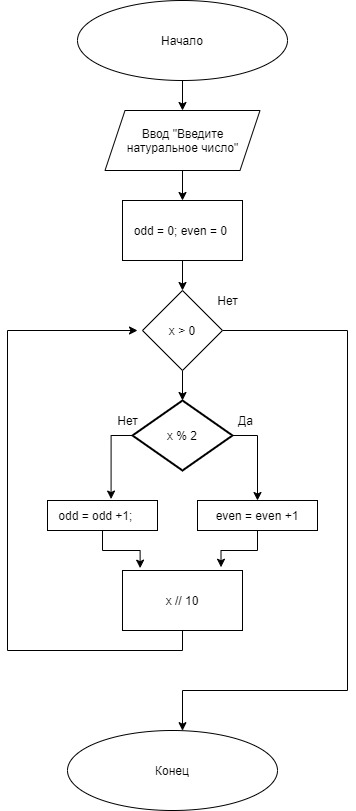 Начало
Ввод "Введите
натуральное число"
odd = 0; even = 0
Нет
x > 0
Нет
Да
x % 2
odd = odd +1;
even = even +1
x // 10
Конец